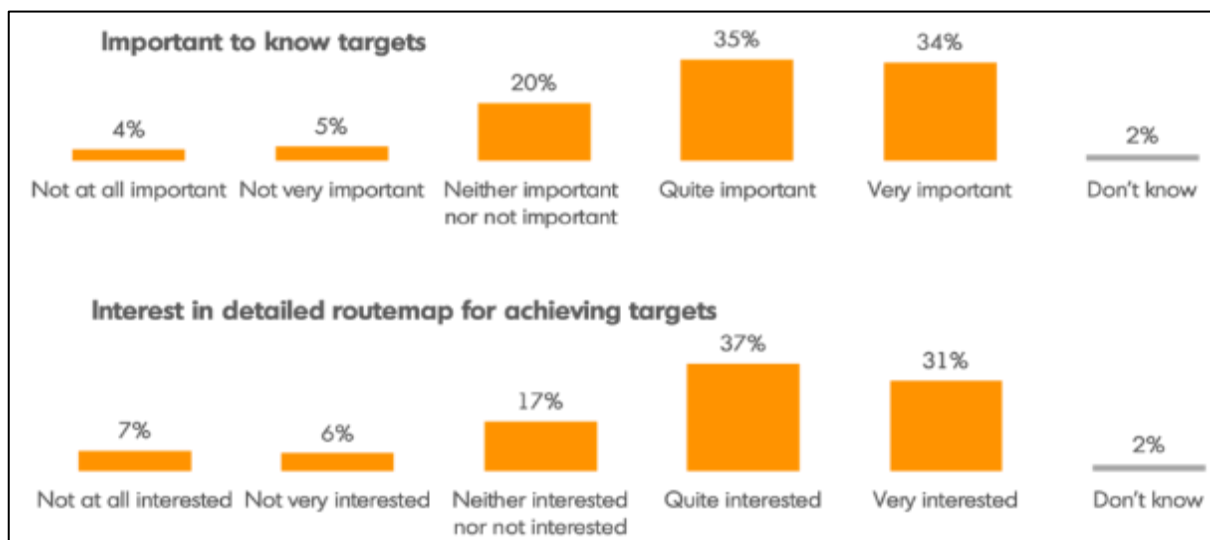 Important to know targets
4%
5%
20%
35%
34%
2%
Not at all important
Not very important
Neither important
nor not important
Quite important
Very important
Don't know
Interest in detailed routemap for achieving targets
7%
6%
17%
37%
31%
2%
Not at all interested
Not very interested
Neither interested
nor not interested
Quite interested
Very interested
Don't know